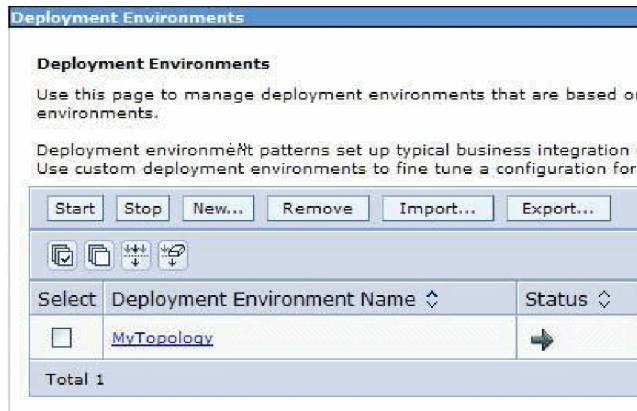 Deployment Environments
Deployment Environments
Use this page to manage deployment environments that are based
environments.
Deployment environment patterns set up typical business integration
Use custom deployment environments to fine tune a configuration for
Start Stop New... Remove Import... Export...
Select Deployment Environment Name Status
MyTopology
Total 1